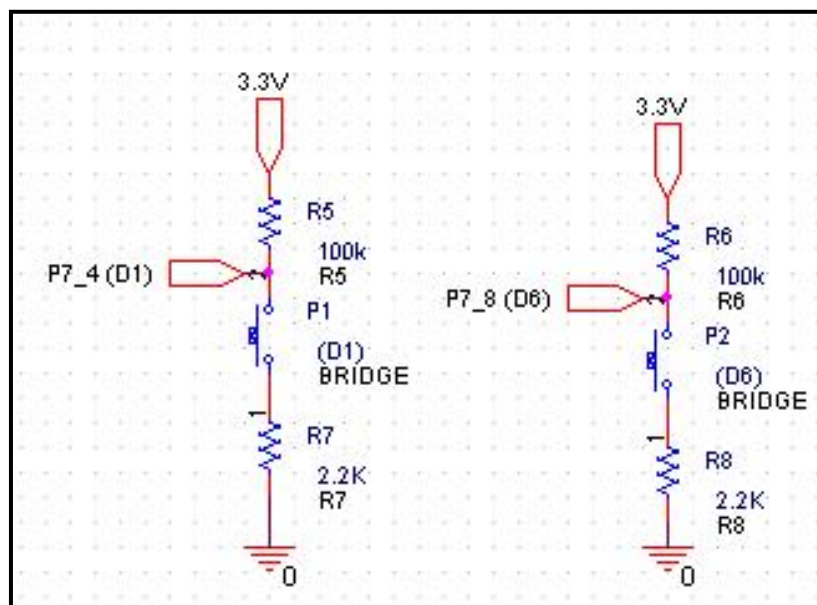 3.3V
R5
100k
R5
P7_4 (D1)
P1
(D1)
BRIDGE
1
R7
2.2K
R7
0
3.3V
R6
100k
R6
P7_8 (D6)
P2
(D6)
BRIDGE
1
R8
2.2K
R8
0